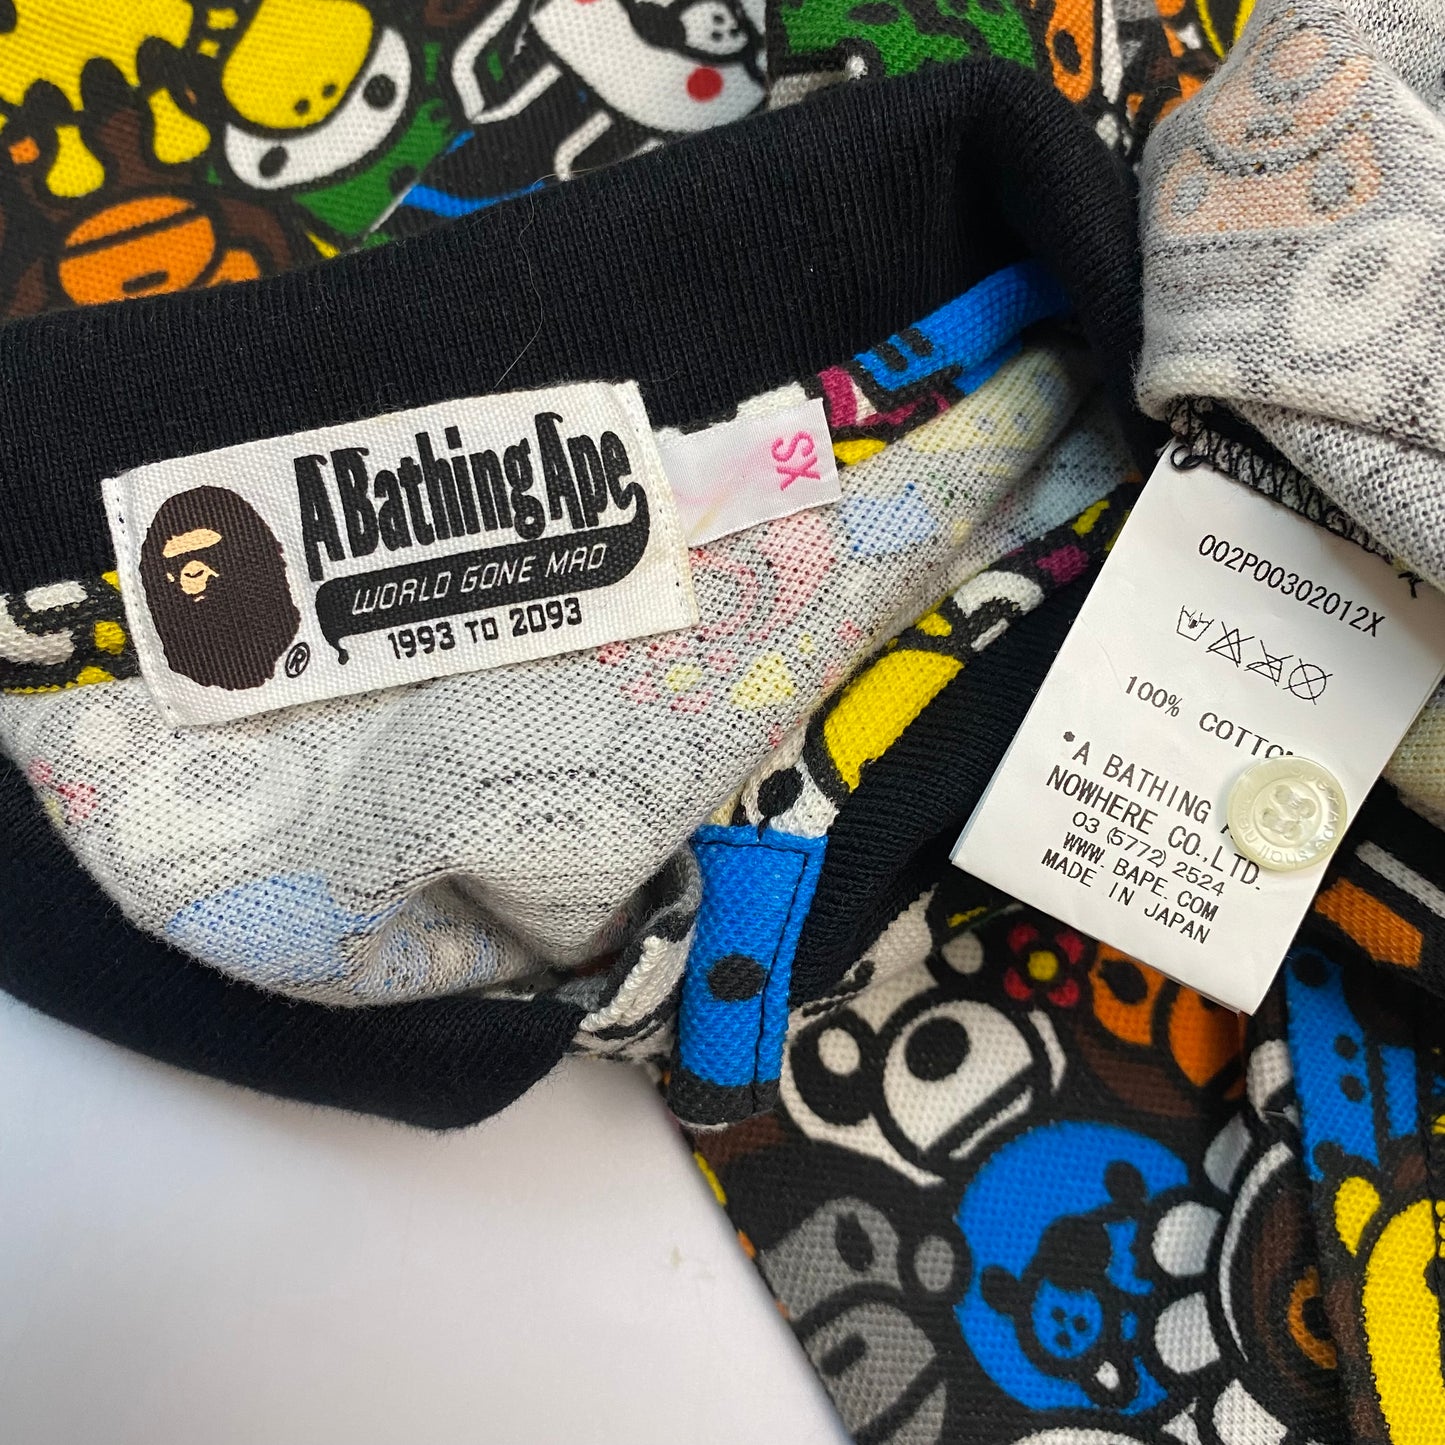 A Bathing Ape
WORLD GONE MAD
1993 TO 2093
®
XS
002P00302012X
100% COTTON
*A BATHING A
NOWHERE CO.,LTD.
03 (5772) 2524
WWW. BAPE. COM
MADE IN JAPAN